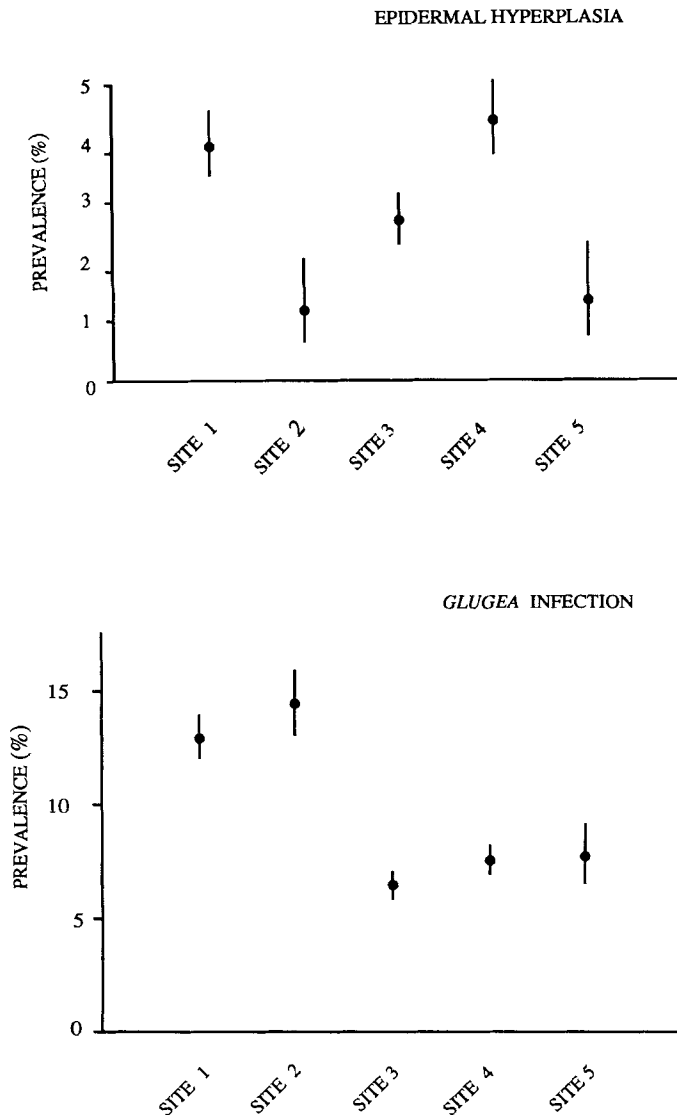 EPIDERMAL HYPERPLASIA
PREVALENCE (%)
5
4
3
2
1
0
SITE 1
SITE 2
SITE 3
SITE 4
SITE 5
GLUGEA INFECTION
PREVALENCE (%)
15
10
5
0
SITE 1
SITE 2
SITE 3
SITE 4
SITE 5